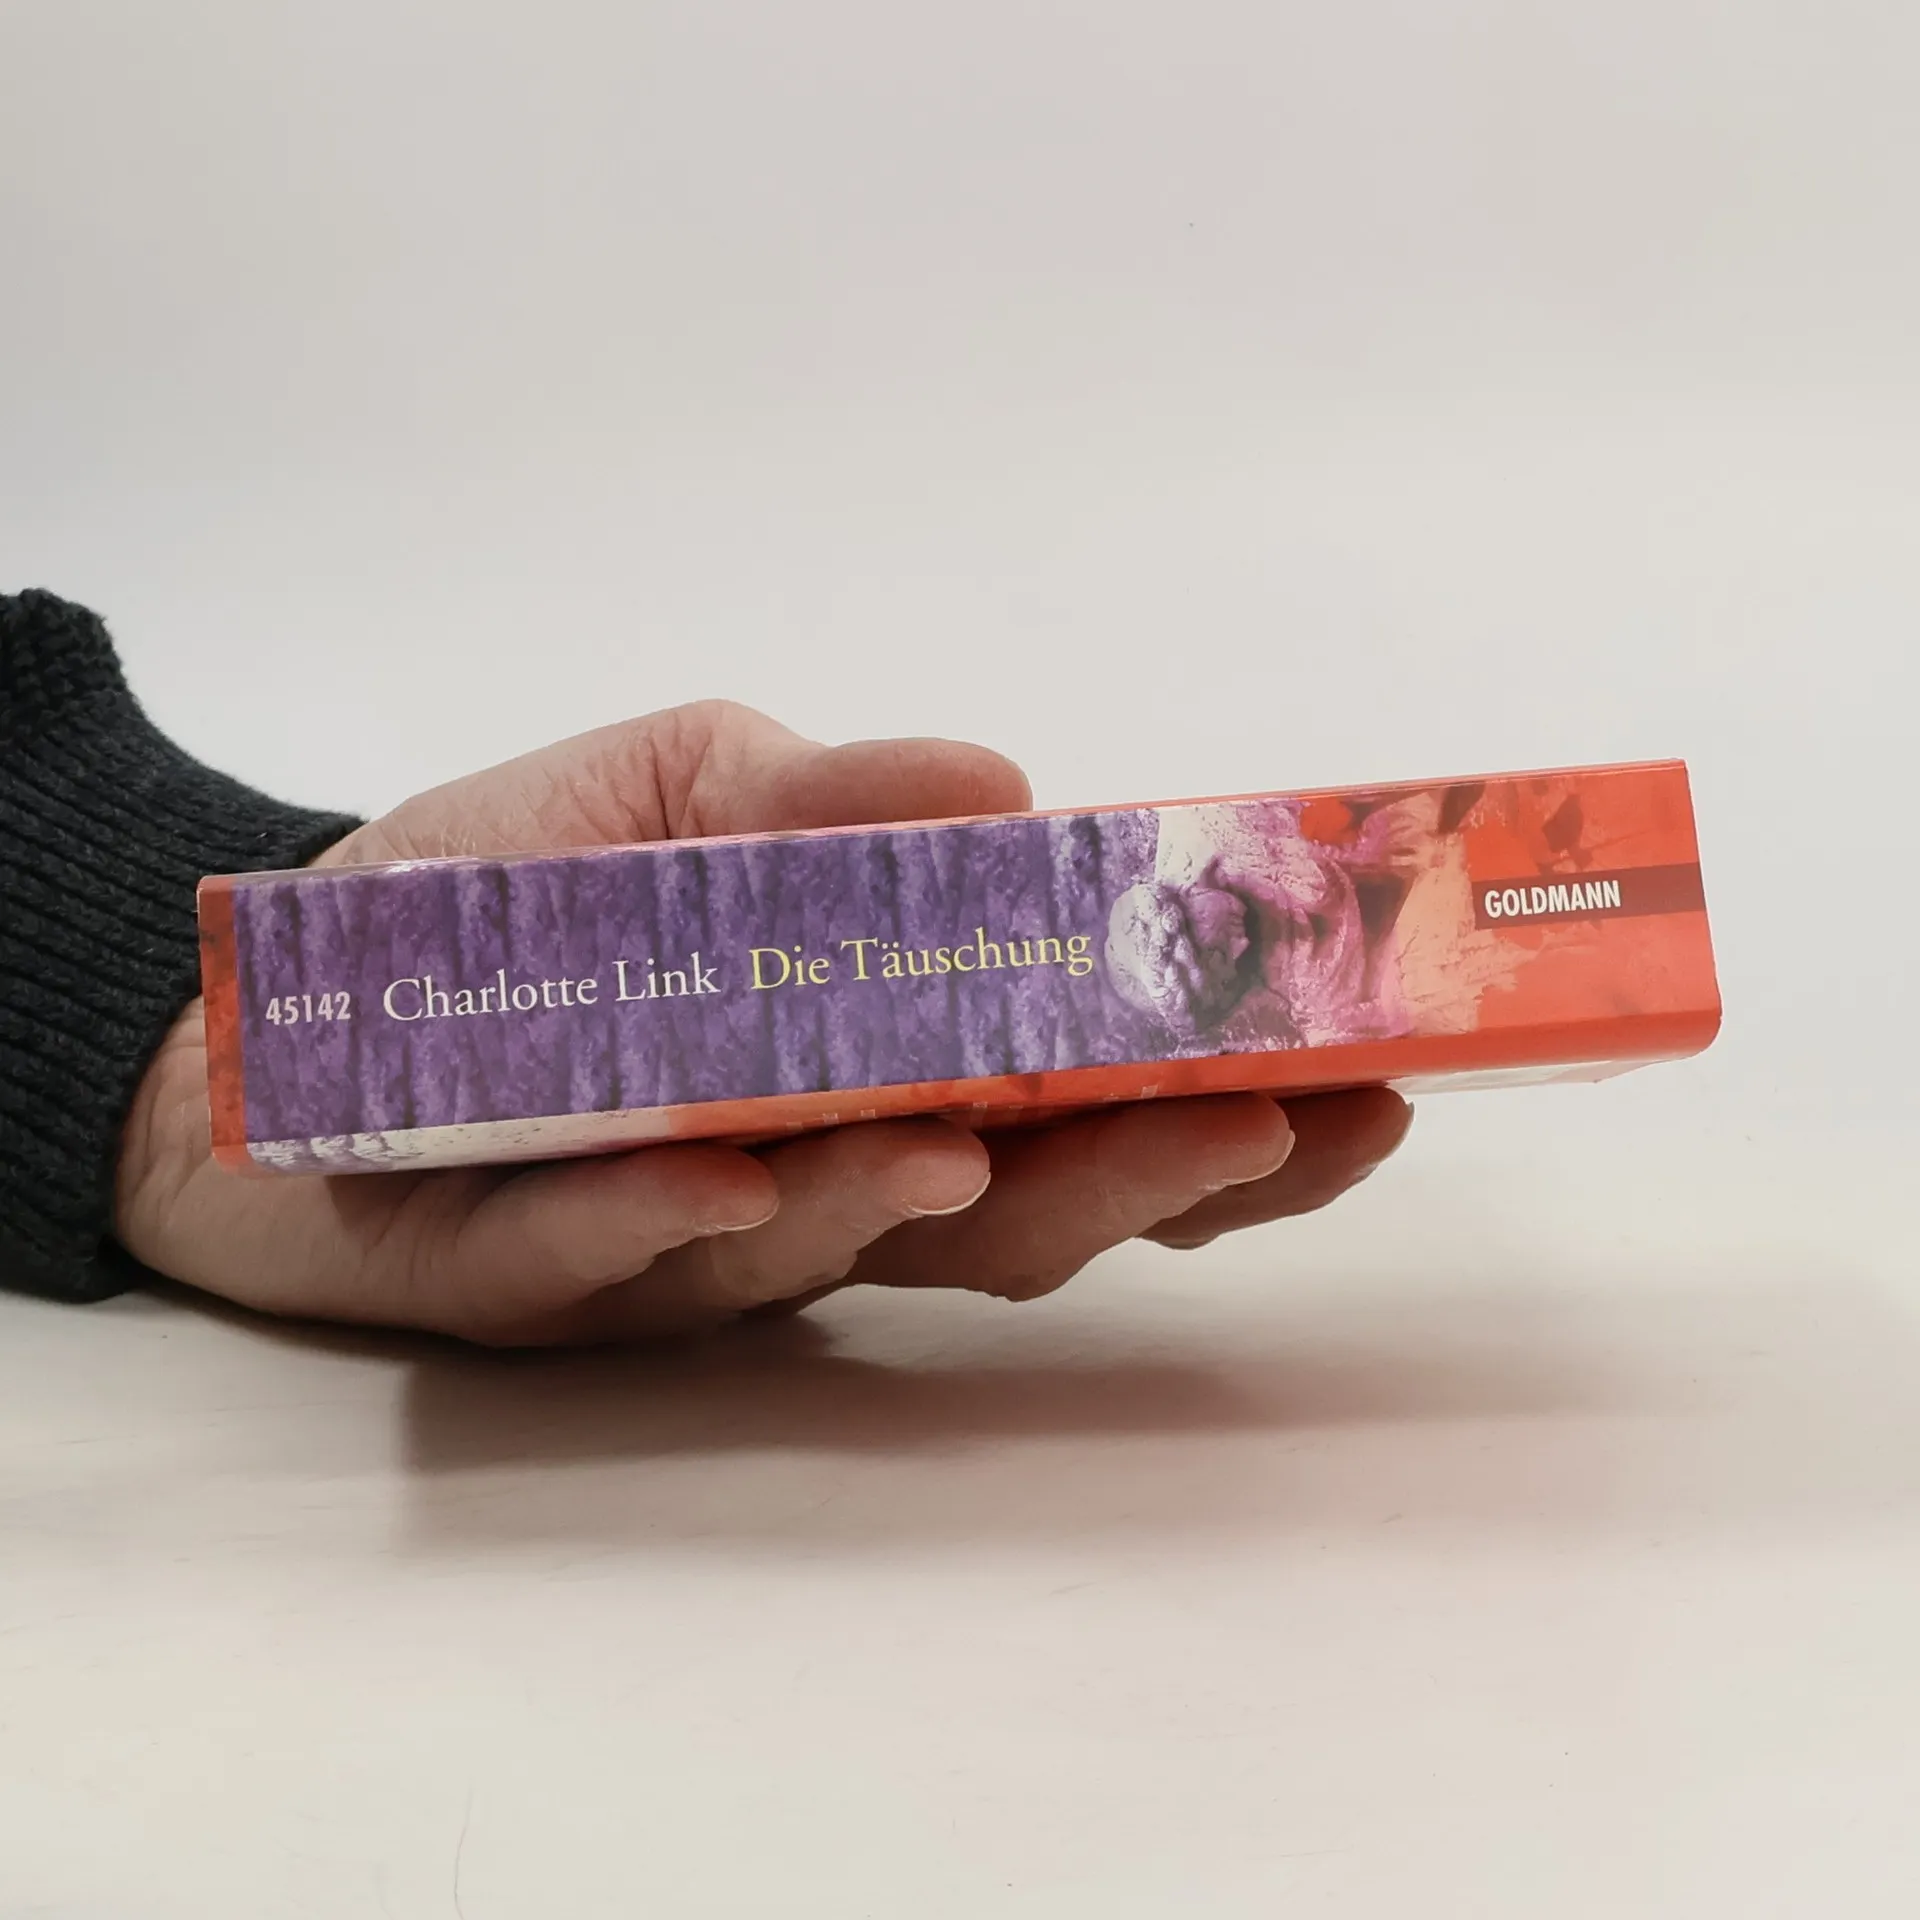 45142 Charlotte Link Die Täuschung GOLDMANN